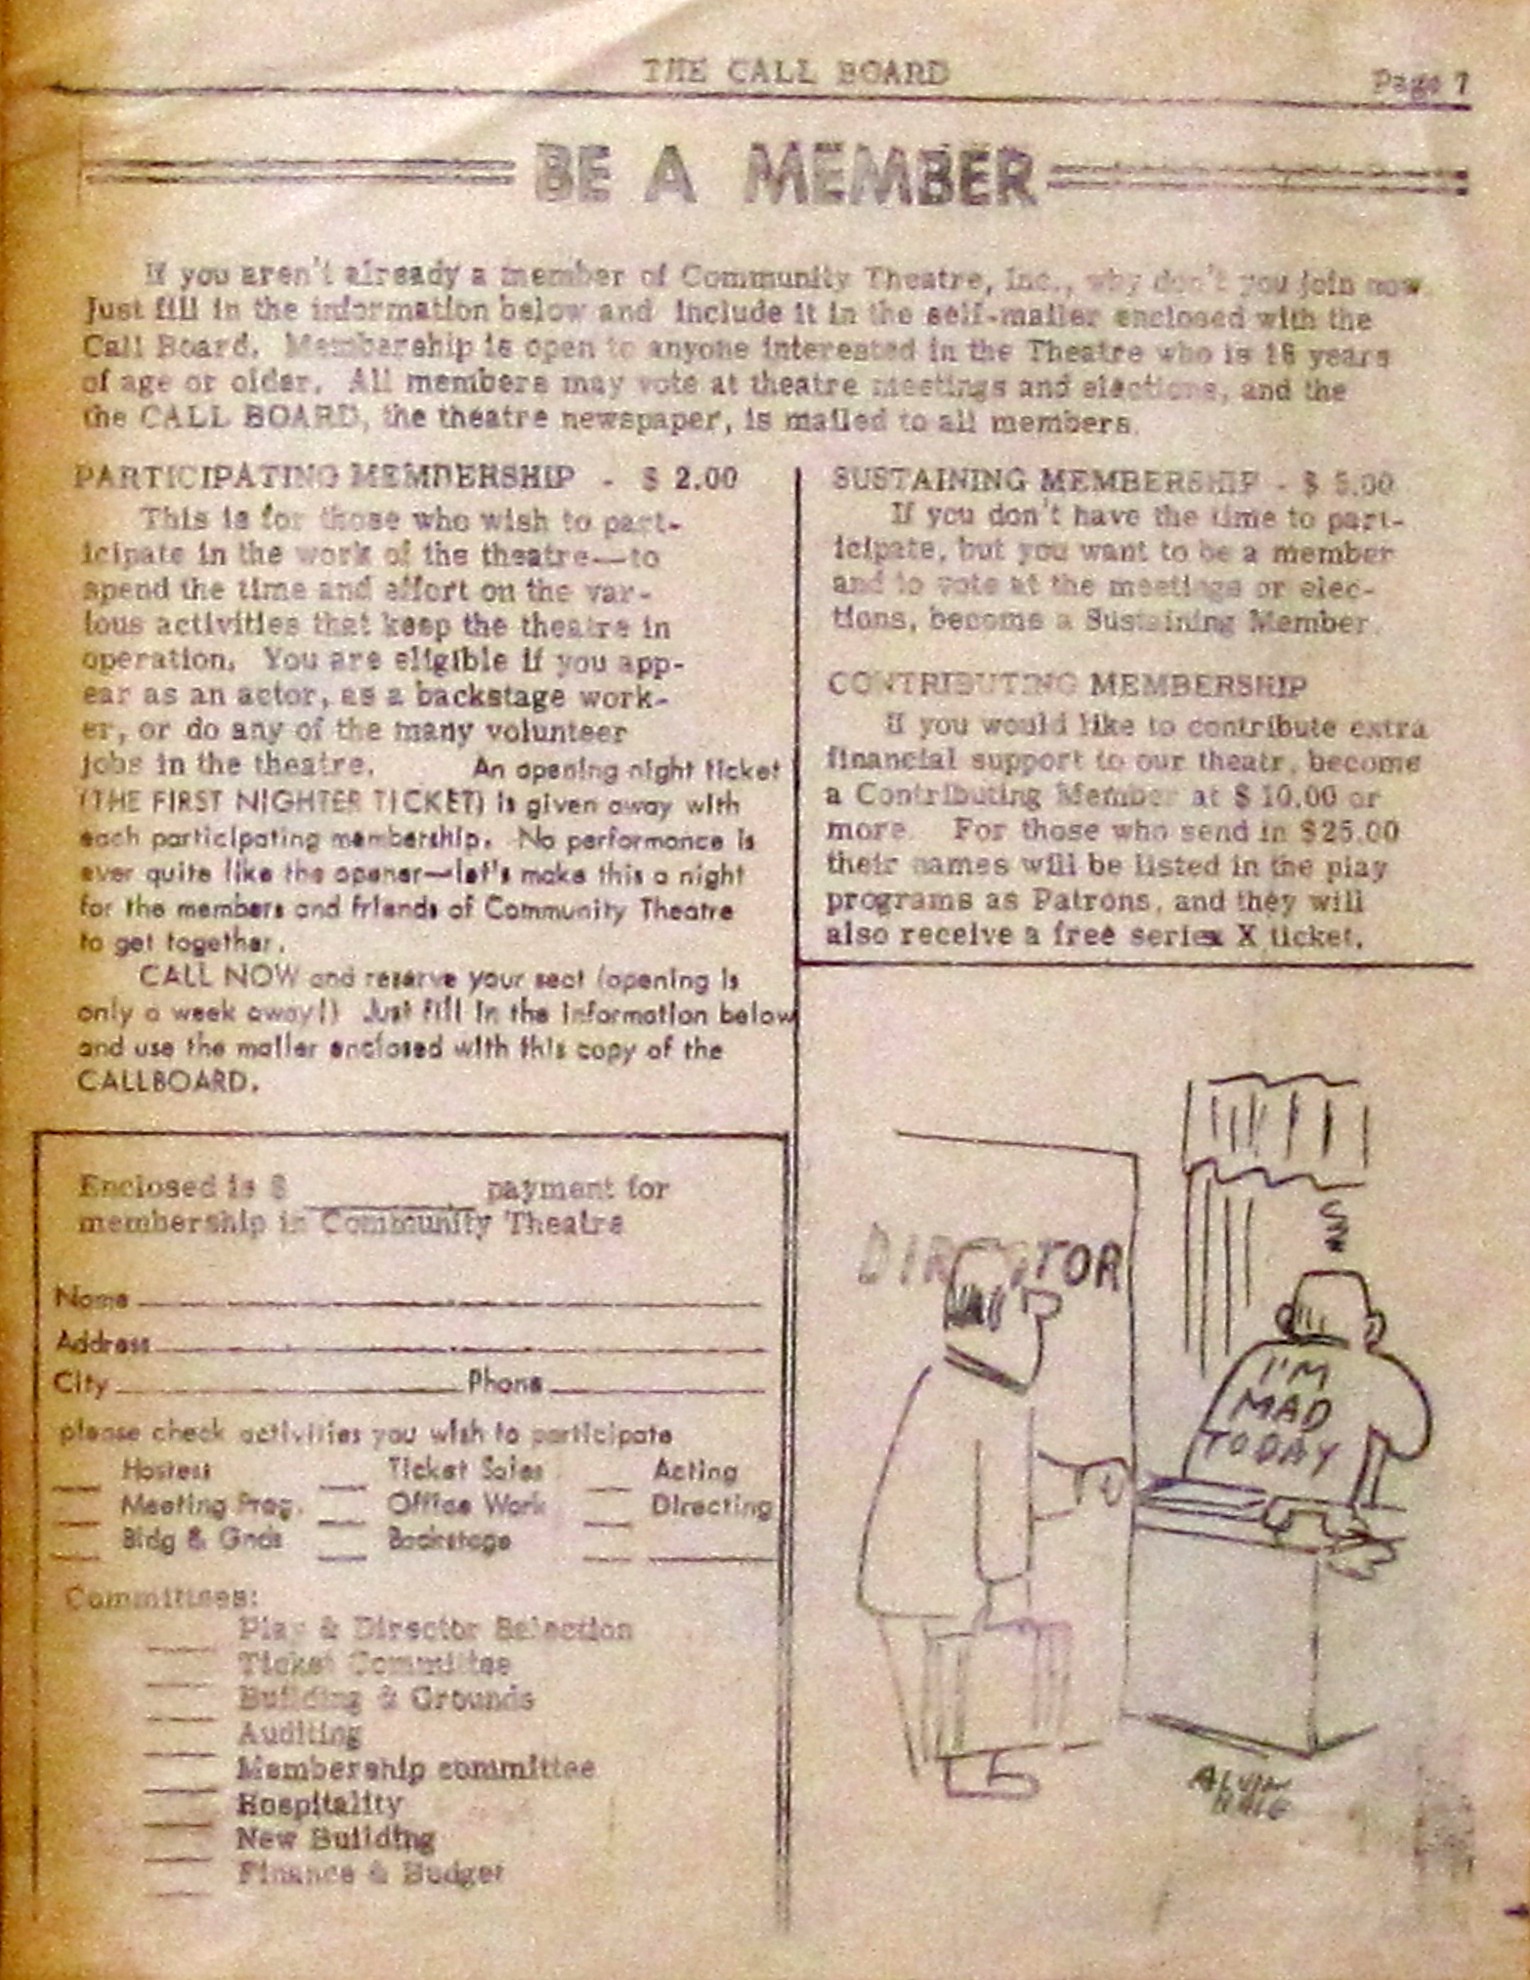 THE CALL BOARD
Page 7
BE A MEMBER
If you aren't already a member of Community Theatre, Inc., why don't you join now.
Just fill in the information below and include it in the self-mailer enclosed with the
Call Board. Membership is open to anyone interested in the Theatre who is 16 years
of age or older. All members may vote at theatre meetings and elections, and the
the CALL BOARD, the theatre newspaper, is mailed to all members.
PARTICIPATING MEMBERSHIP - $ 2.00
This is for those who wish to part-
icipate in the work of the theatre—to
spend the time and effort on the var-
ious activities that keep the theatre in
operation. You are eligible if you app-
ear as an actor, as a backstage work-
er, or do any of the many volunteer
jobs in the theatre. An opening night ticket
(THE FIRST NIGHTER TICKET) is given away with
each participating membership. No performance is
ever quite like the opener—let's make this a night
for the members and friends of Community Theatre
to get together.
CALL NOW and reserve your seat (opening is
only a week away!) Just fill in the information below
and use the mailer enclosed with this copy of the
CALLBOARD.
SUSTAINING MEMBERSHIP - $ 5.00
If you don't have the time to part-
icipate, but you want to be a member
and to vote at the meetings or elec-
tions, become a Sustaining Member.
CONTRIBUTING MEMBERSHIP
If you would like to contribute extra
financial support to our theatr, become
a Contributing Member at $ 10.00 or
more. For those who send in $25.00
their names will be listed in the play
programs as Patrons, and they will
also receive a free series X ticket.
Enclosed is $ payment for
membership in Community Theatre
Name
Address
City Phone
please check activities you wish to participate
Hostess Ticket Sales Acting
Meeting Prog. Office Work Directing
Bldg & Gnds Backstage
Committees:
Play & Director Selection
Ticket Committee
Building & Grounds
Auditing
Membership committee
Hospitality
New Building
Finance & Budget
DIRECTOR
I'M
MAD
TODAY
ALVIN